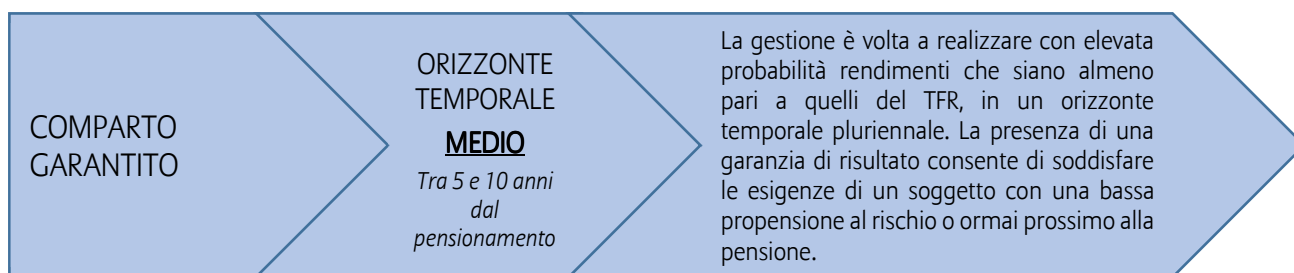 COMPARTO
GARANTITO
ORIZZONTE
TEMPORALE
MEDIO
Tra 5 e 10 anni
dal
pensionamento
La gestione è volta a realizzare con elevata
probabilità rendimenti che siano almeno
pari a quelli del TFR, in un orizzonte
temporale pluriennale. La presenza di una
garanzia di risultato consente di soddisfare
le esigenze di un soggetto con una bassa
propensione al rischio o ormai prossimo alla
pensione.